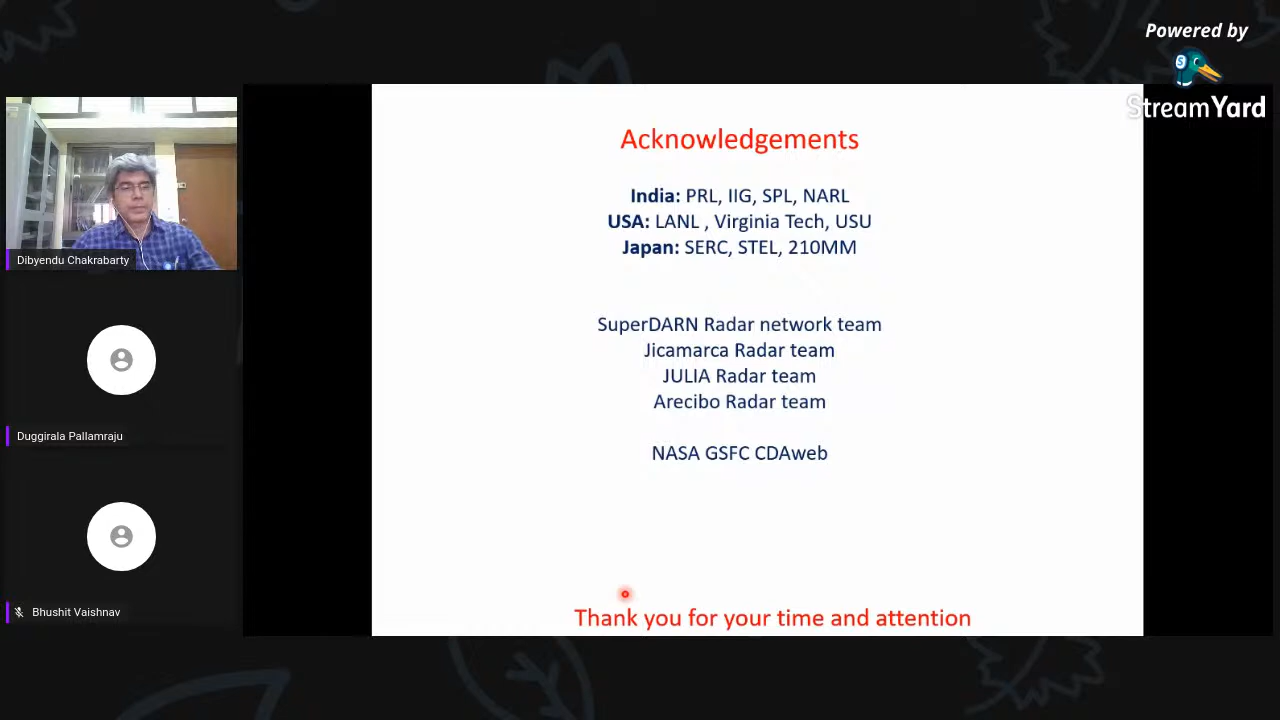 Powered by
StreamYard
Acknowledgements
India: PRL, IIG, SPL, NARL
USA: LANL , Virginia Tech, USU
Japan: SERC, STEL, 210MM
SuperDARN Radar network team
Jicamarca Radar team
JULIA Radar team
Arecibo Radar team
NASA GSFC CDAweb
Thank you for your time and attention
Dibyendu Chakrabarty
Duggirala Pallamraju
Bhushit Vaishnav